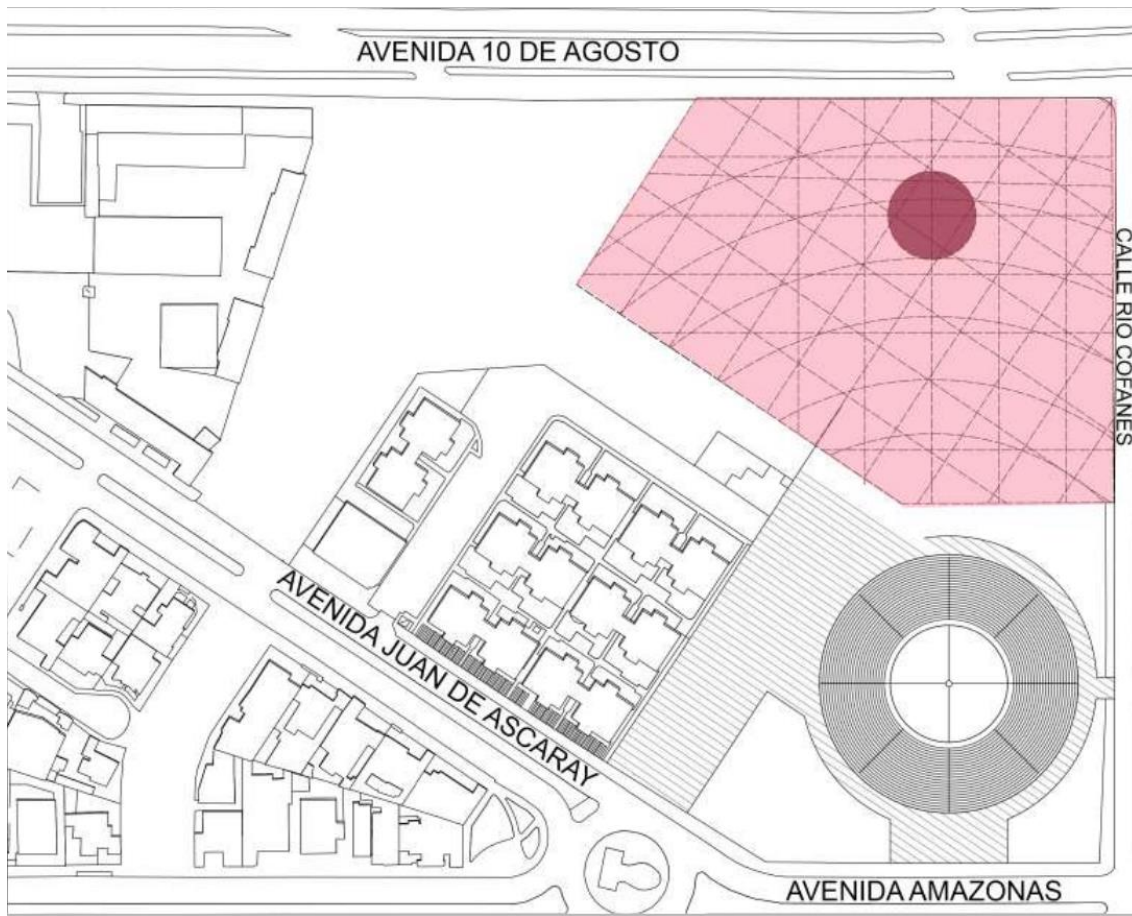 AVENIDA 10 DE AGOSTO
CALLE RIO COFANES
AVENIDA JUAN DE ASCARAY
AVENIDA AMAZONAS